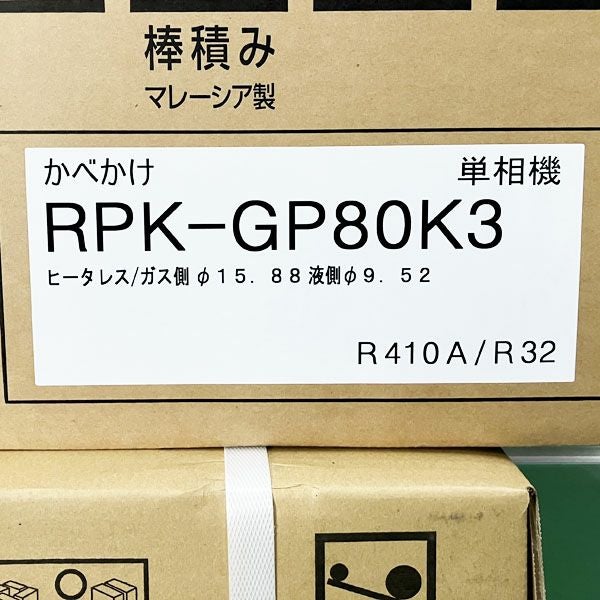 棒積み
マレーシア製
かべかけ 単相機
RPK-GP80K3
ヒータレス/ガス側φ15.88液側φ9.52
R410A/R32